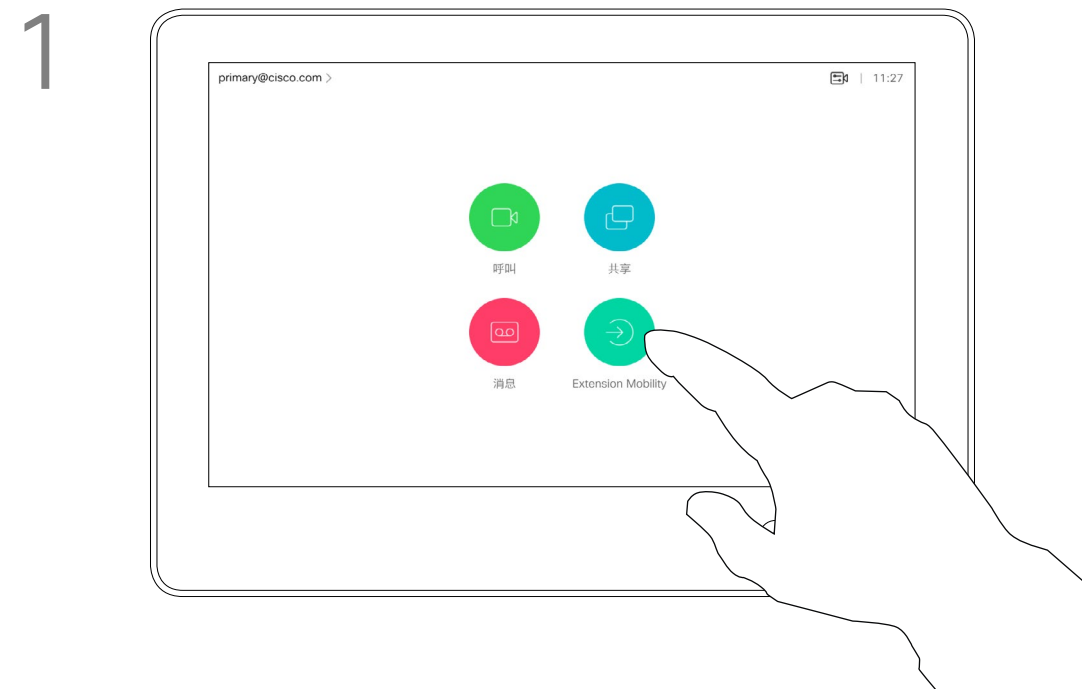 1
primary@cisco.com >
11:27
呼叫
共享
消息
Extension Mobility